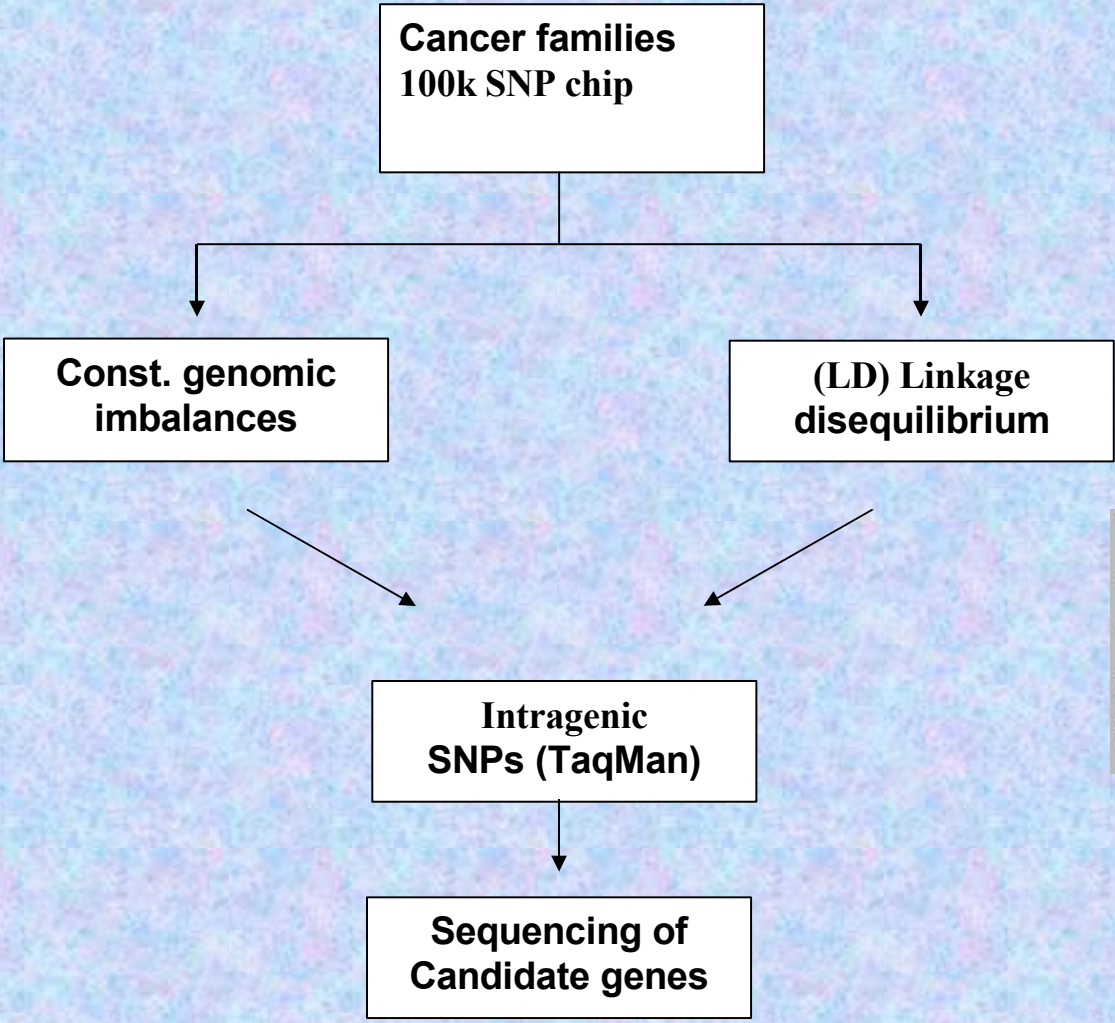 Cancer families
100k SNP chip
Const. genomic
imbalances
(LD) Linkage
disequilibrium
Intragenic
SNPs (TaqMan)
Sequencing of
Candidate genes